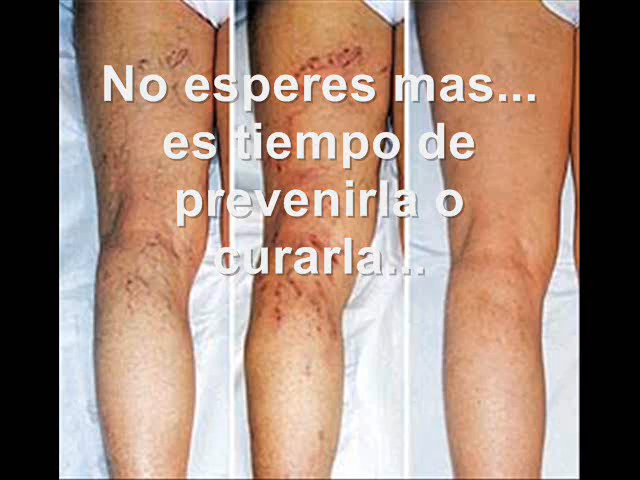 No esperes mas...
es tiempo de
prevenirla o
curarla...